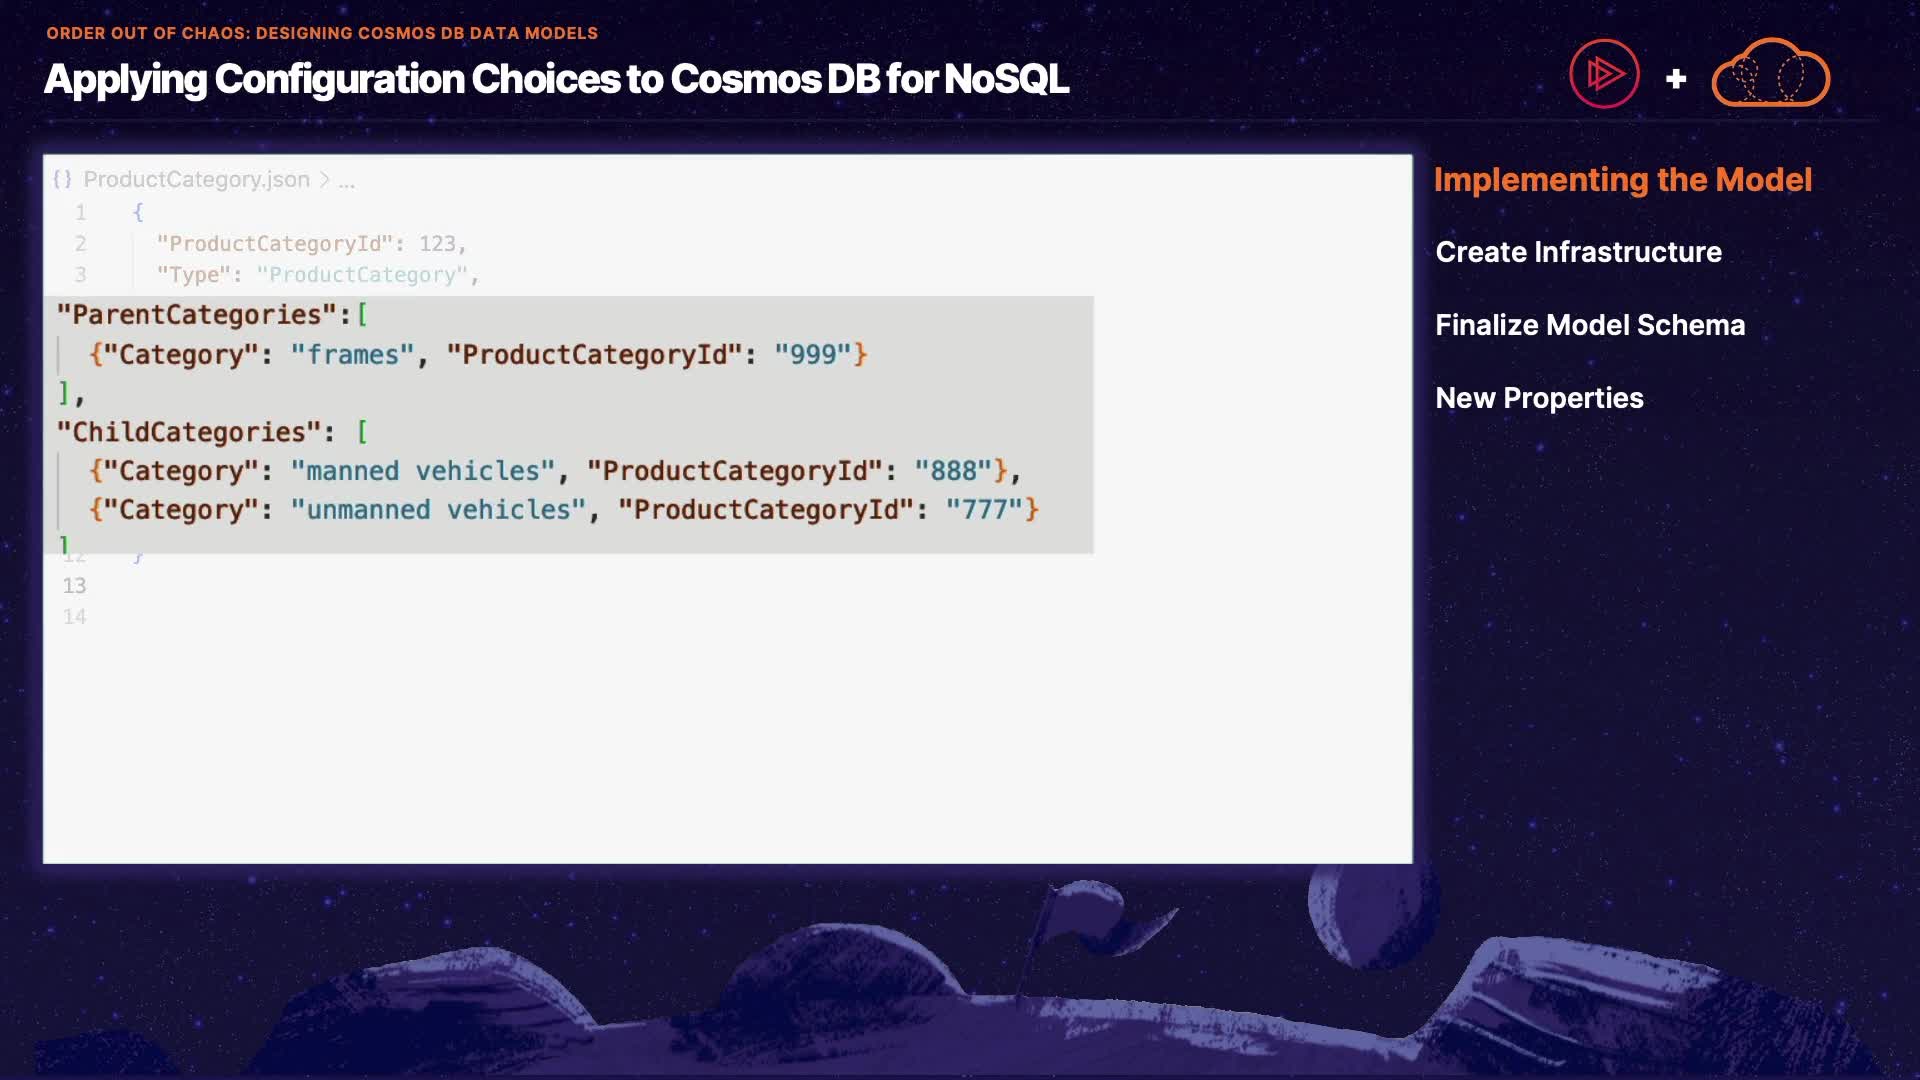 ORDER OUT OF CHAOS: DESIGNING COSMOS DB DATA MODELS
Applying Configuration Choices to Cosmos DB for NoSQL
+
{} ProductCategory.json > ...
1 {
2 "ProductCategoryId": 123,
3 "Type": "ProductCategory",
"ParentCategories":[
{"Category": "frames", "ProductCategoryId": "999"}
],
"ChildCategories": [
{"Category": "manned vehicles", "ProductCategoryId": "888"},
{"Category": "unmanned vehicles", "ProductCategoryId": "777"}
]
12 }
13
14
Implementing the Model
Create Infrastructure
Finalize Model Schema
New Properties